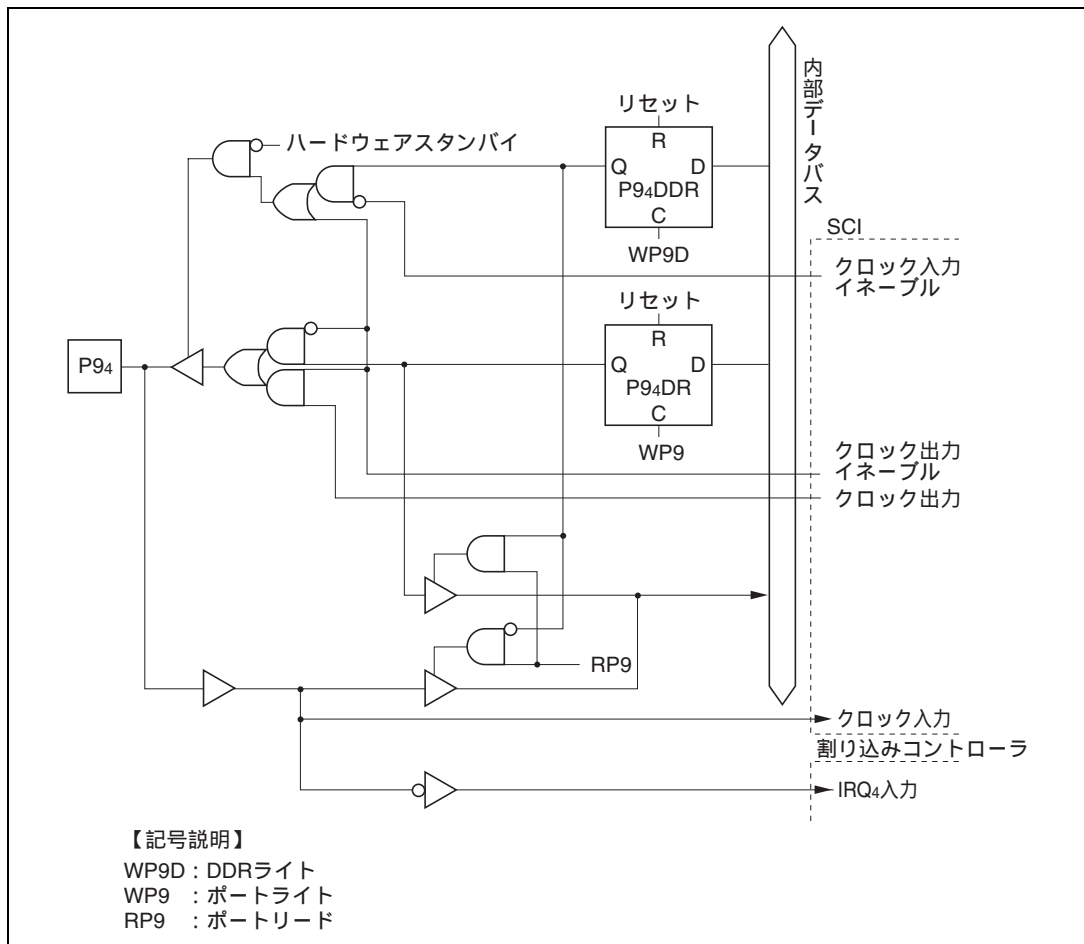 内部データバス
リセット
ハードウェアスタンバイ
R
Q D
P94DDR
C
WP9D
SCI
クロック入力
イネーブル
リセット
R
P94
Q D
P94DR
C
WP9
クロック出力
イネーブル
クロック出力
RP9
クロック入力
割り込みコントローラ
IRQ4入力
【記号説明】
WP9D : DDRライト
WP9 : ポートライト
RP9 : ポートリード